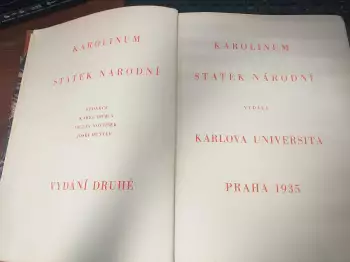 KAROLINUM
STATEK NÁRODNÍ
VYDÁNÍ DRUHÉ
KAROLINUM
STATEK NÁRODNÍ
VYDALA
KARLOVA UNIVERSITA
PRAHA 1935